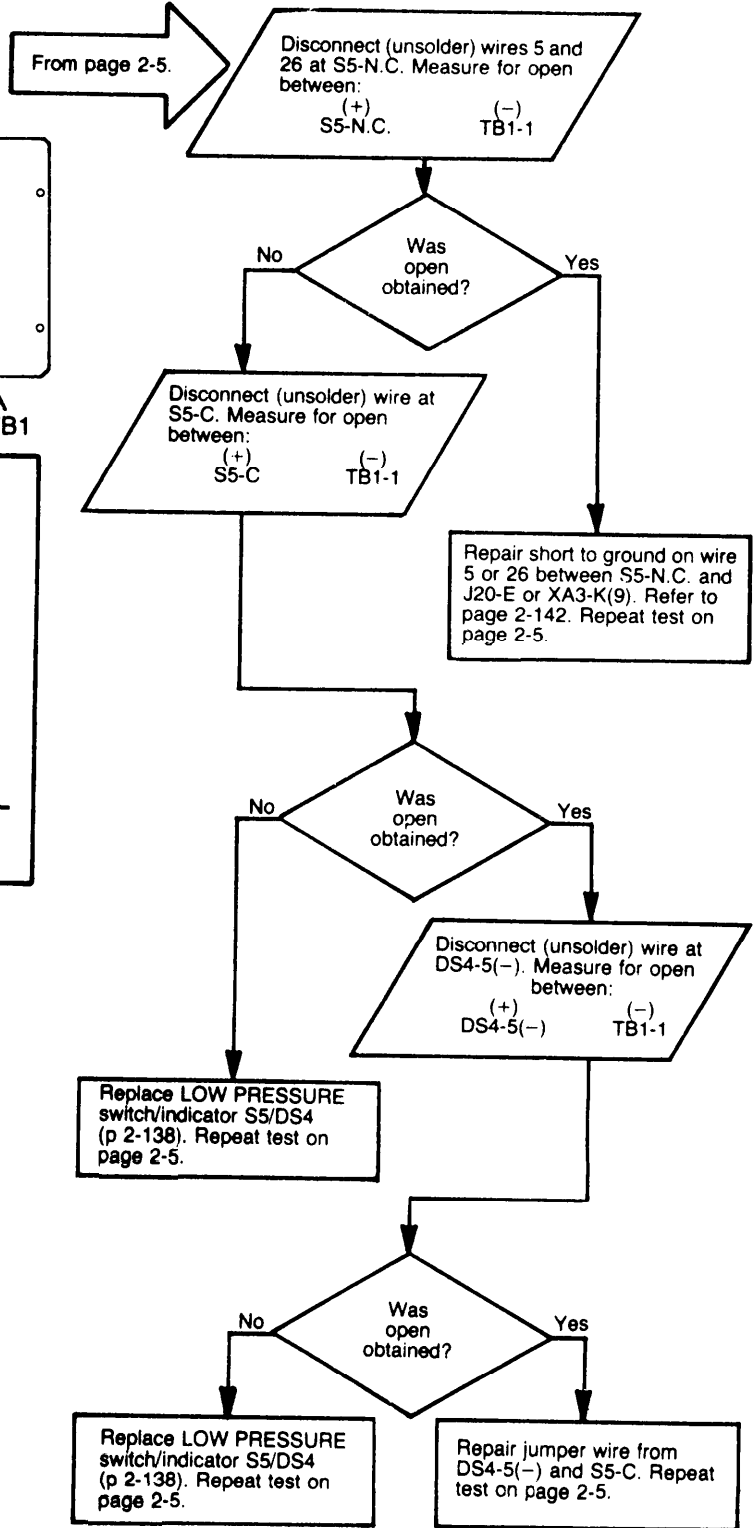 From page 2-5.
Disconnect (unsolder) wires 5 and
26 at S5-N.C. Measure for open
between:
(+) (−)
S5-N.C. TB1-1
No
Was
open
obtained?
Yes
B1
Disconnect (unsolder) wire at
S5-C. Measure for open
between:
(+) (−)
S5-C TB1-1
Repair short to ground on wire
5 or 26 between S5-N.C. and
J20-E or XA3-K(9). Refer to
page 2-142. Repeat test on
page 2-5.
No
Was
open
obtained?
Yes
Disconnect (unsolder) wire at
DS4-5(−). Measure for open
between:
(+) (−)
DS4-5(−) TB1-1
Replace LOW PRESSURE
switch/indicator S5/DS4
(p 2-138). Repeat test on
page 2-5.
No
Was
open
obtained?
Yes
Replace LOW PRESSURE
switch/indicator S5/DS4
(p 2-138). Repeat test on
page 2-5.
Repair jumper wire from
DS4-5(−) and S5-C. Repeat
test on page 2-5.